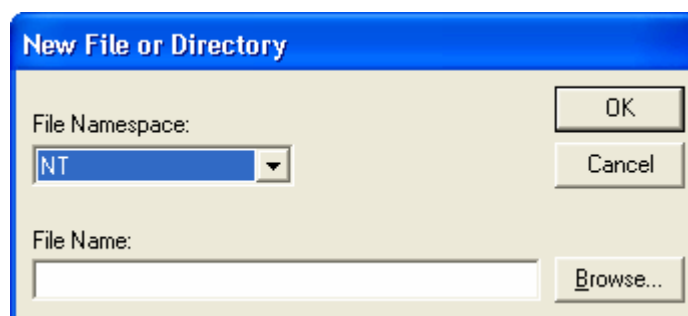 New File or Directory
OK
File Namespace:
NT
Cancel
File Name:
Browse...